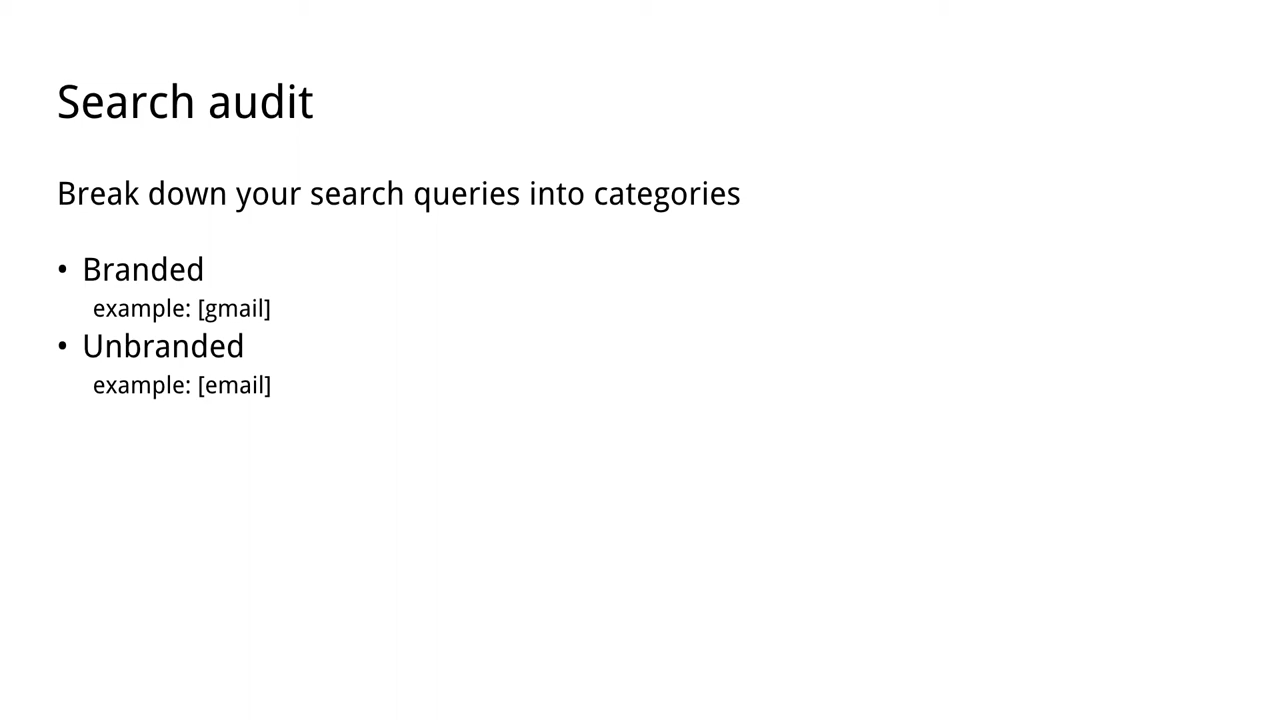 Search audit
Break down your search queries into categories
• Branded
example: [gmail]
• Unbranded
example: [email]